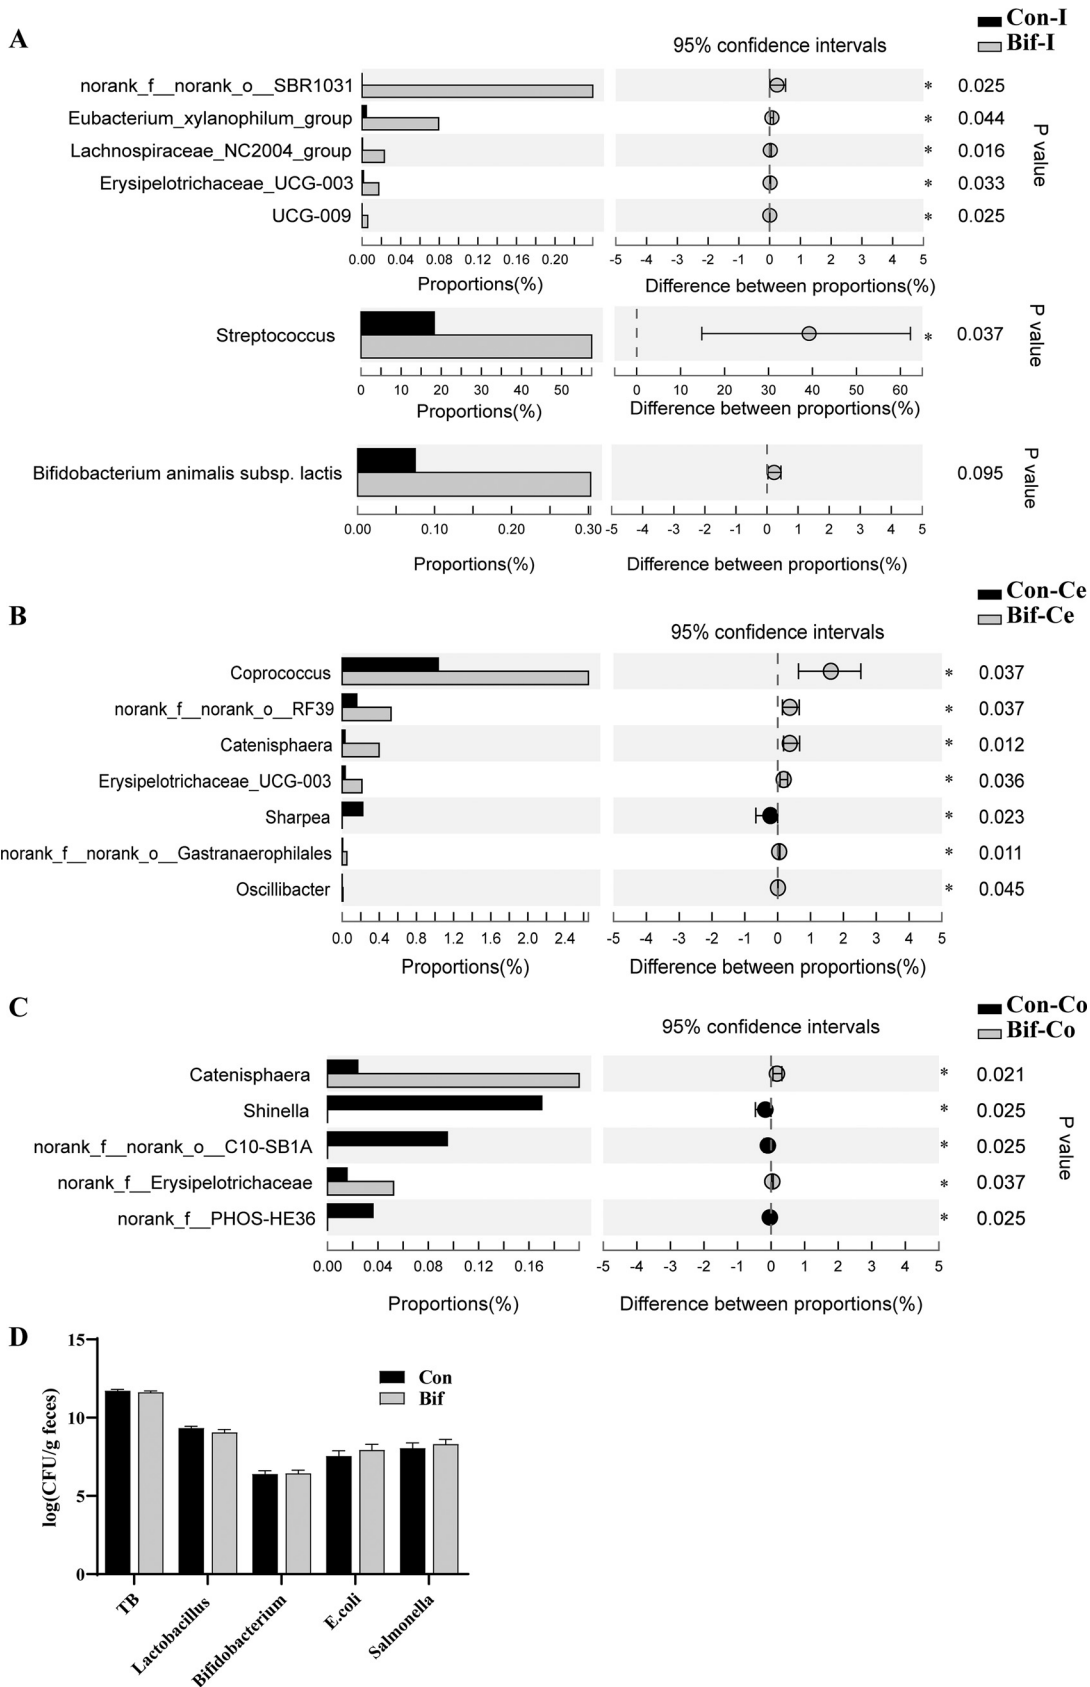 A
Con-I
Bif-I
95% confidence intervals
norank_f__norank_o__SBR1031 * 0.025
Eubacterium_xylanophilum_group * 0.044
Lachnospiraceae_NC2004_group * 0.016
Erysipelotrichaceae_UCG-003 * 0.033
UCG-009 * 0.025
P value
0.00 0.04 0.08 0.12 0.16 0.20 -5 -4 -3 -2 -1 0 1 2 3 4 5
Proportions(%) Difference between proportions(%)
Streptococcus * 0.037
P value
0 10 20 30 40 50 0 10 20 30 40 50 60
Proportions(%) Difference between proportions(%)
Bifidobacterium animalis subsp. lactis 0.095
P value
0.00 0.10 0.20 0.30 -5 -4 -3 -2 -1 0 1 2 3 4 5
Proportions(%) Difference between proportions(%)
B
Con-Ce
Bif-Ce
95% confidence intervals
Coprococcus * 0.037
norank_f__norank_o__RF39 * 0.037
Catenisphaera * 0.012
Erysipelotrichaceae_UCG-003 * 0.036
Sharpea * 0.023
norank_f__norank_o__Gastranaerophilales * 0.011
Oscillibacter * 0.045
0.0 0.4 0.8 1.2 1.6 2.0 2.4 -5 -4 -3 -2 -1 0 1 2 3 4 5
Proportions(%) Difference between proportions(%)
C
Con-Co
Bif-Co
95% confidence intervals
Catenisphaera * 0.021
Shinella * 0.025
norank_f__norank_o__C10-SB1A * 0.025
norank_f__Erysipelotrichaceae * 0.037
norank_f__PHOS-HE36 * 0.025
P value
0.00 0.04 0.08 0.12 0.16 -5 -4 -3 -2 -1 0 1 2 3 4 5
Proportions(%) Difference between proportions(%)
D
15
10
5
0
log(CFU/g feces)
Con
Bif
TB
Lactobacillus
Bifidobacterium
E.coli
Salmonella